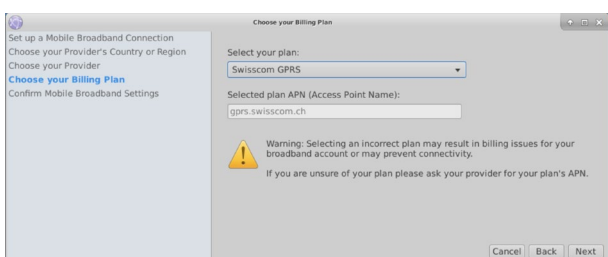 Choose your Billing Plan
Set up a Mobile Broadband Connection
Choose your Provider's Country or Region
Choose your Provider
Choose your Billing Plan
Confirm Mobile Broadband Settings
Select your plan:
Swisscom GPRS
Selected plan APN (Access Point Name):
gprs.swisscom.ch
Warning: Selecting an incorrect plan may result in billing issues for your
broadband account or may prevent connectivity.
If you are unsure of your plan please ask your provider for your plan's APN.
Cancel Back Next